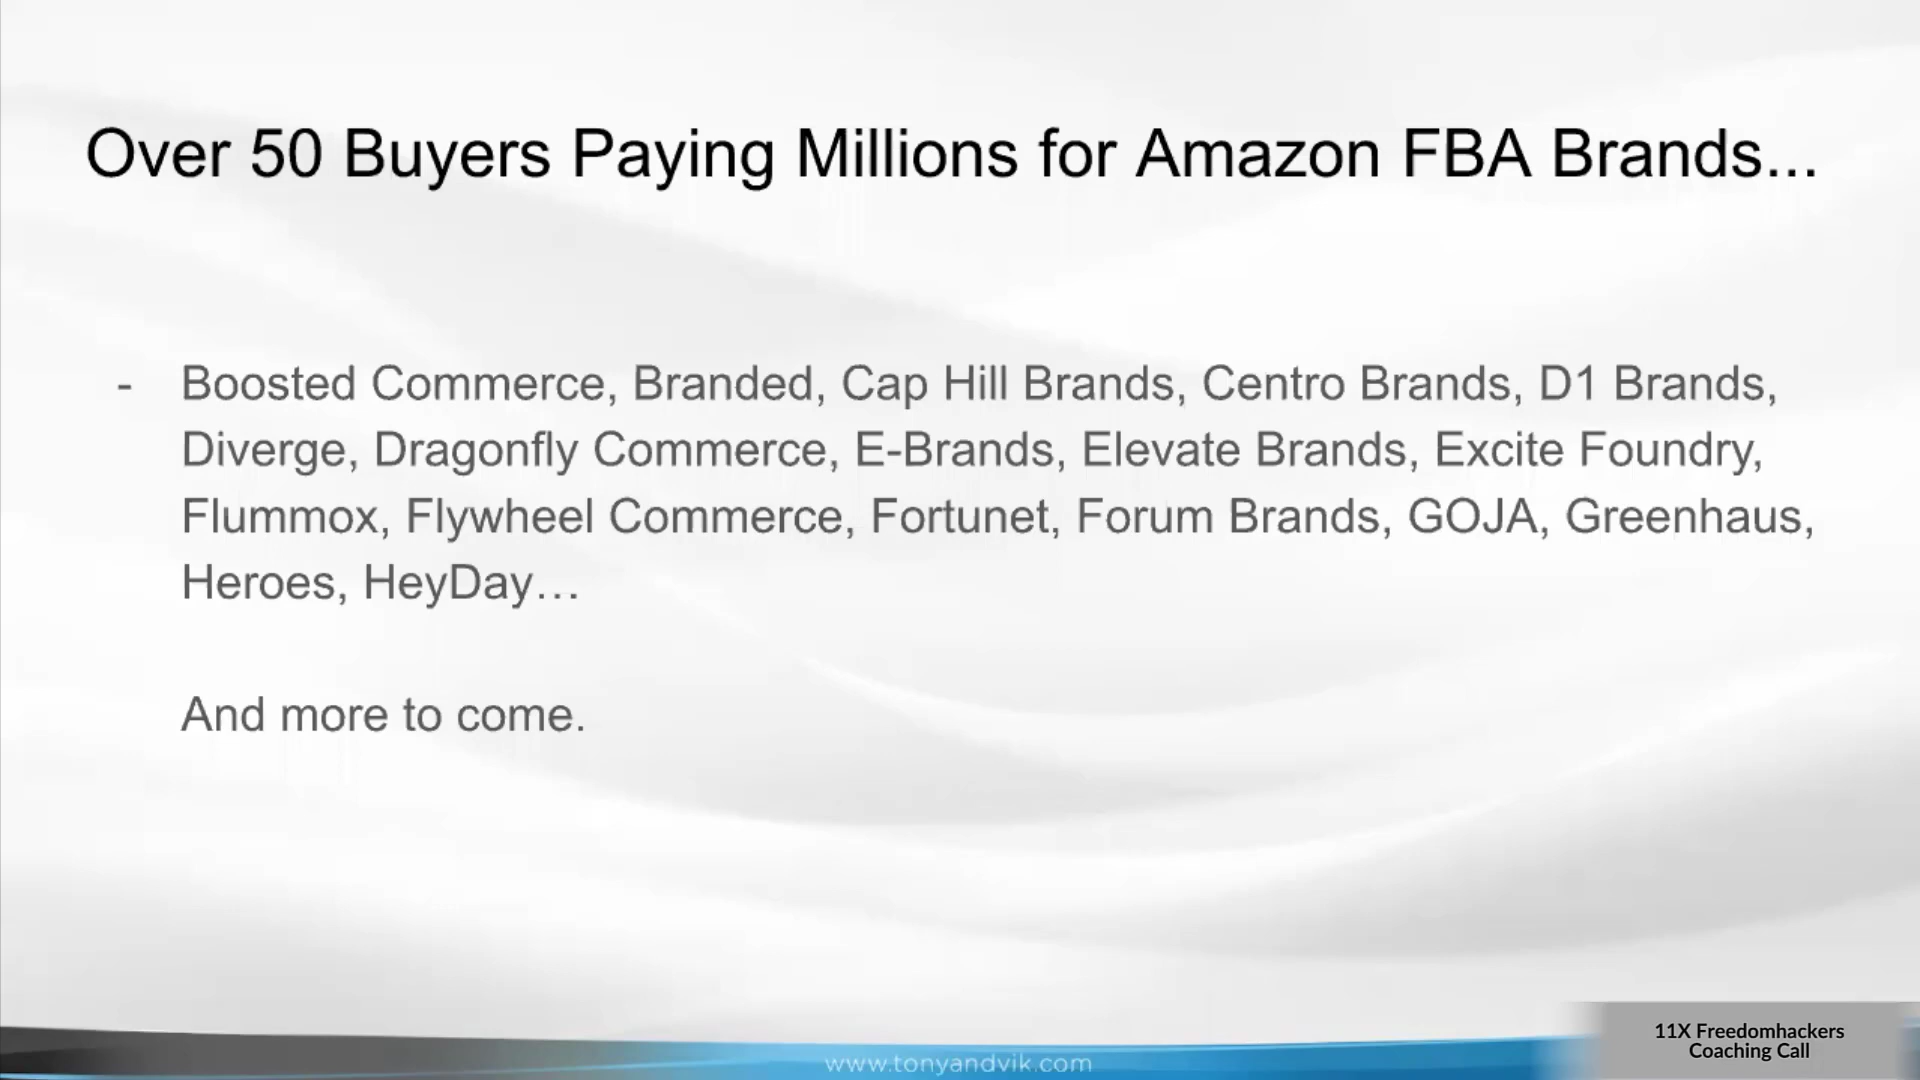 Over 50 Buyers Paying Millions for Amazon FBA Brands...
- Boosted Commerce, Branded, Cap Hill Brands, Centro Brands, D1 Brands,
Diverge, Dragonfly Commerce, E-Brands, Elevate Brands, Excite Foundry,
Flummox, Flywheel Commerce, Fortunet, Forum Brands, GOJA, Greenhaus,
Heroes, HeyDay…
And more to come.
www.tonyandvik.com
11X Freedomhackers
Coaching Call